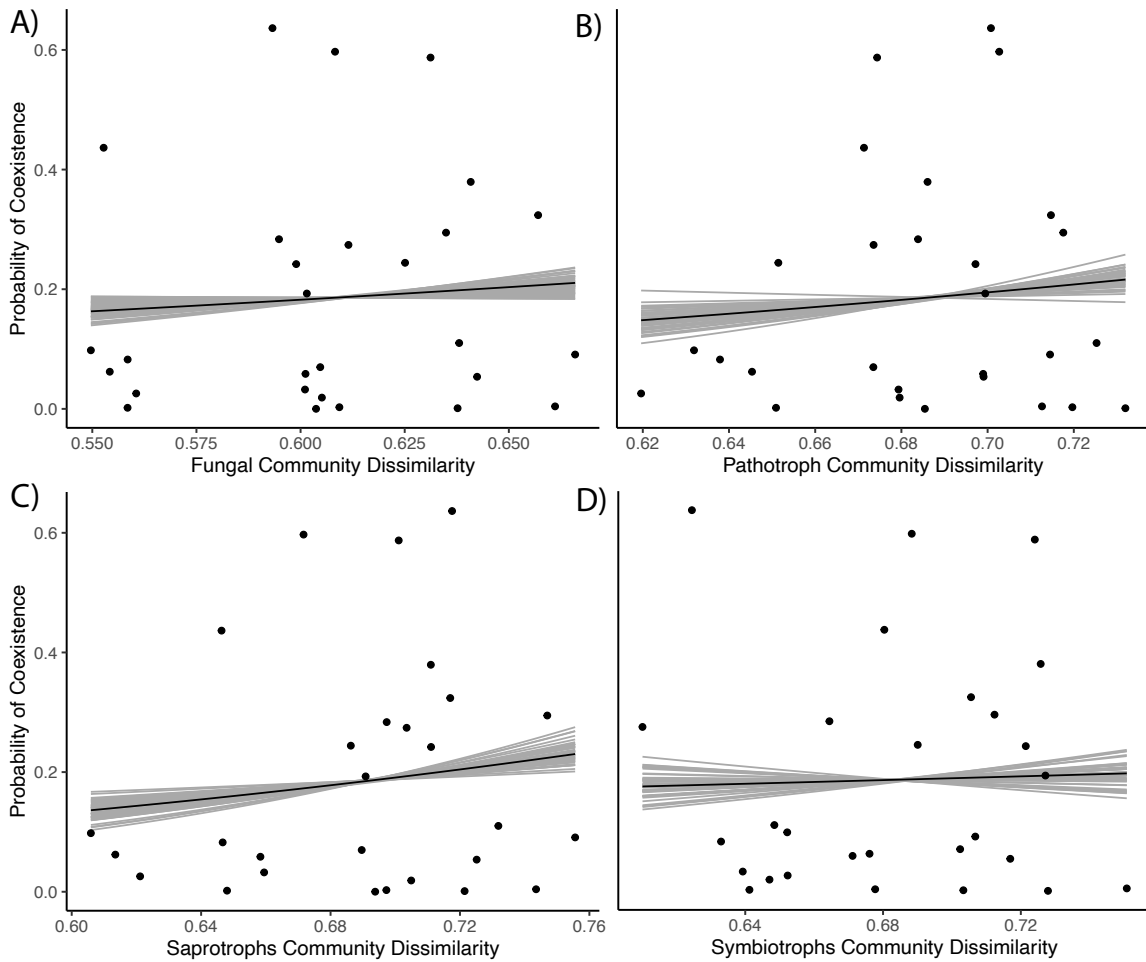 A)
B)
Probability of Coexistence
0.6
0.4
0.2
0.0
0.550 0.575 0.600 0.625 0.650
0.62 0.64 0.66 0.68 0.70 0.72
Fungal Community Dissimilarity
Pathotroph Community Dissimilarity
C)
D)
Probability of Coexistence
0.6
0.4
0.2
0.0
0.60 0.64 0.68 0.72 0.76
0.64 0.68 0.72
Saprotrophs Community Dissimilarity
Symbiotrophs Community Dissimilarity